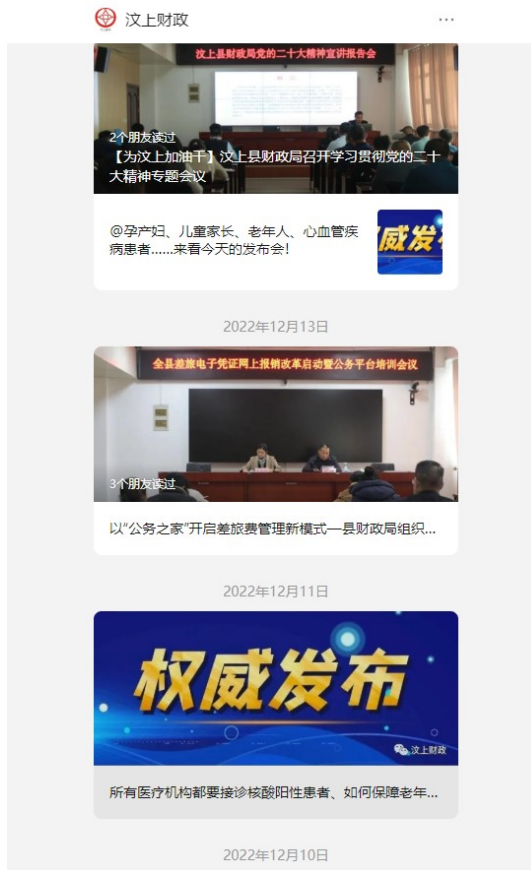 汶上财政
汶上县财政局党的二十大精神宣讲报告会
2个朋友读过
【为汶上加油干】汶上县财政局召开学习贯彻党的二十
大精神专题会议
@孕产妇、儿童家长、老年人、心血管疾
病患者……来看今天的发布会！
威发
2022年12月13日
全县差旅电子凭证网上报销改革启动暨公务平台培训会议
3个朋友读过
以“公务之家”开启差旅费管理新模式—县财政局组织...
2022年12月11日
权威发布
汶上财政
所有医疗机构都要接诊核酸阳性患者、如何保障老年...
2022年12月10日